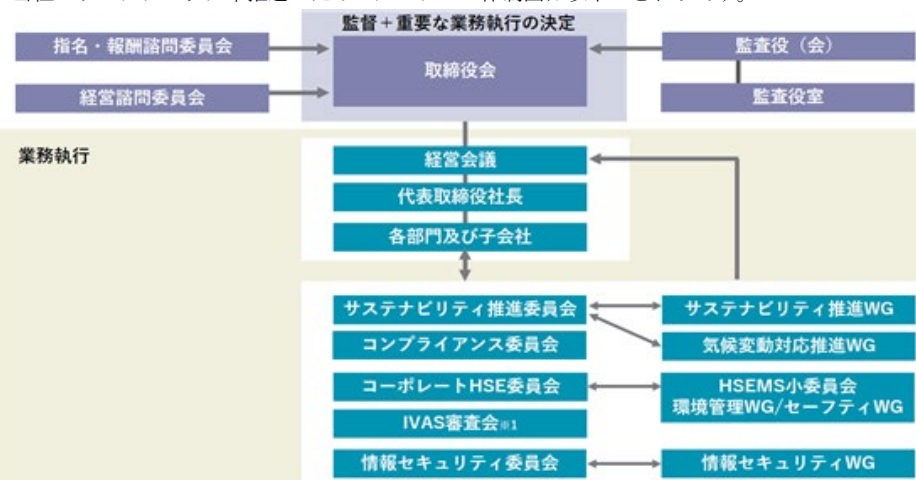 監督＋重要な業務執行の決定
指名・報酬諮問委員会
取締役会
監査役（会）
経営諮問委員会
監査役室
業務執行
経営会議
代表取締役社長
各部門及び子会社
サステナビリティ推進委員会
サステナビリティ推進WG
コンプライアンス委員会
気候変動対応推進WG
コーポレートHSE委員会
HSEMS小委員会
環境管理WG/セーフティWG
IVAS審査会※1
情報セキュリティ委員会
情報セキュリティWG